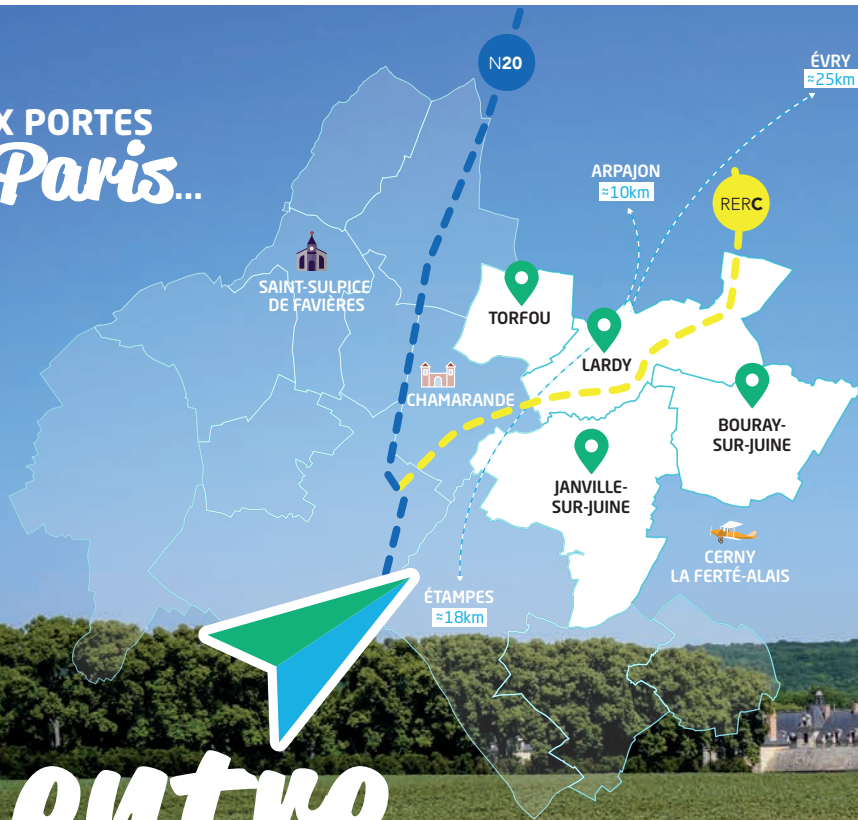 X PORTES
Paris...
N20
ÉVRY
≈25km
ARPAJON
≈10km
RERC
SAINT-SULPICE
DE FAVIÈRES
TORFOU
LARDY
CHAMARANDE
BOURAY-
SUR-JUINE
JANVILLE-
SUR-JUINE
CERNY
LA FERTÉ-ALAIS
ÉTAMPES
≈18km
entre